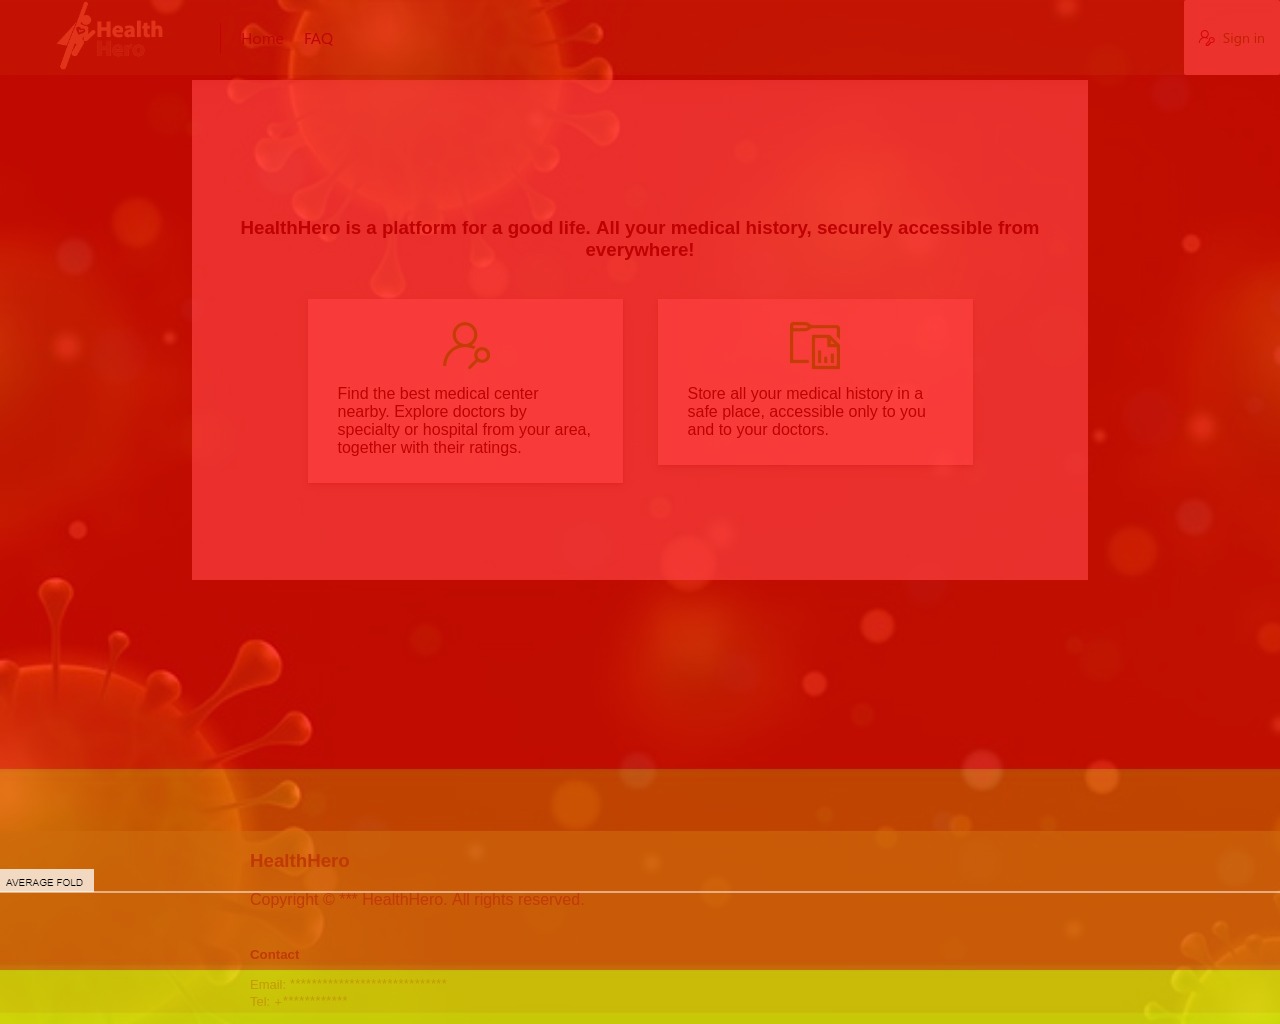 Health
Hero
Home FAQ
Sign in
HealthHero is a platform for a good life. All your medical history, securely accessible from
everywhere!
Find the best medical center
nearby. Explore doctors by
specialty or hospital from your area,
together with their ratings.
Store all your medical history in a
safe place, accessible only to you
and to your doctors.
HealthHero
AVERAGE FOLD
Copyright © *** HealthHero. All rights reserved.
Contact
Email: *****************************
Tel: +************